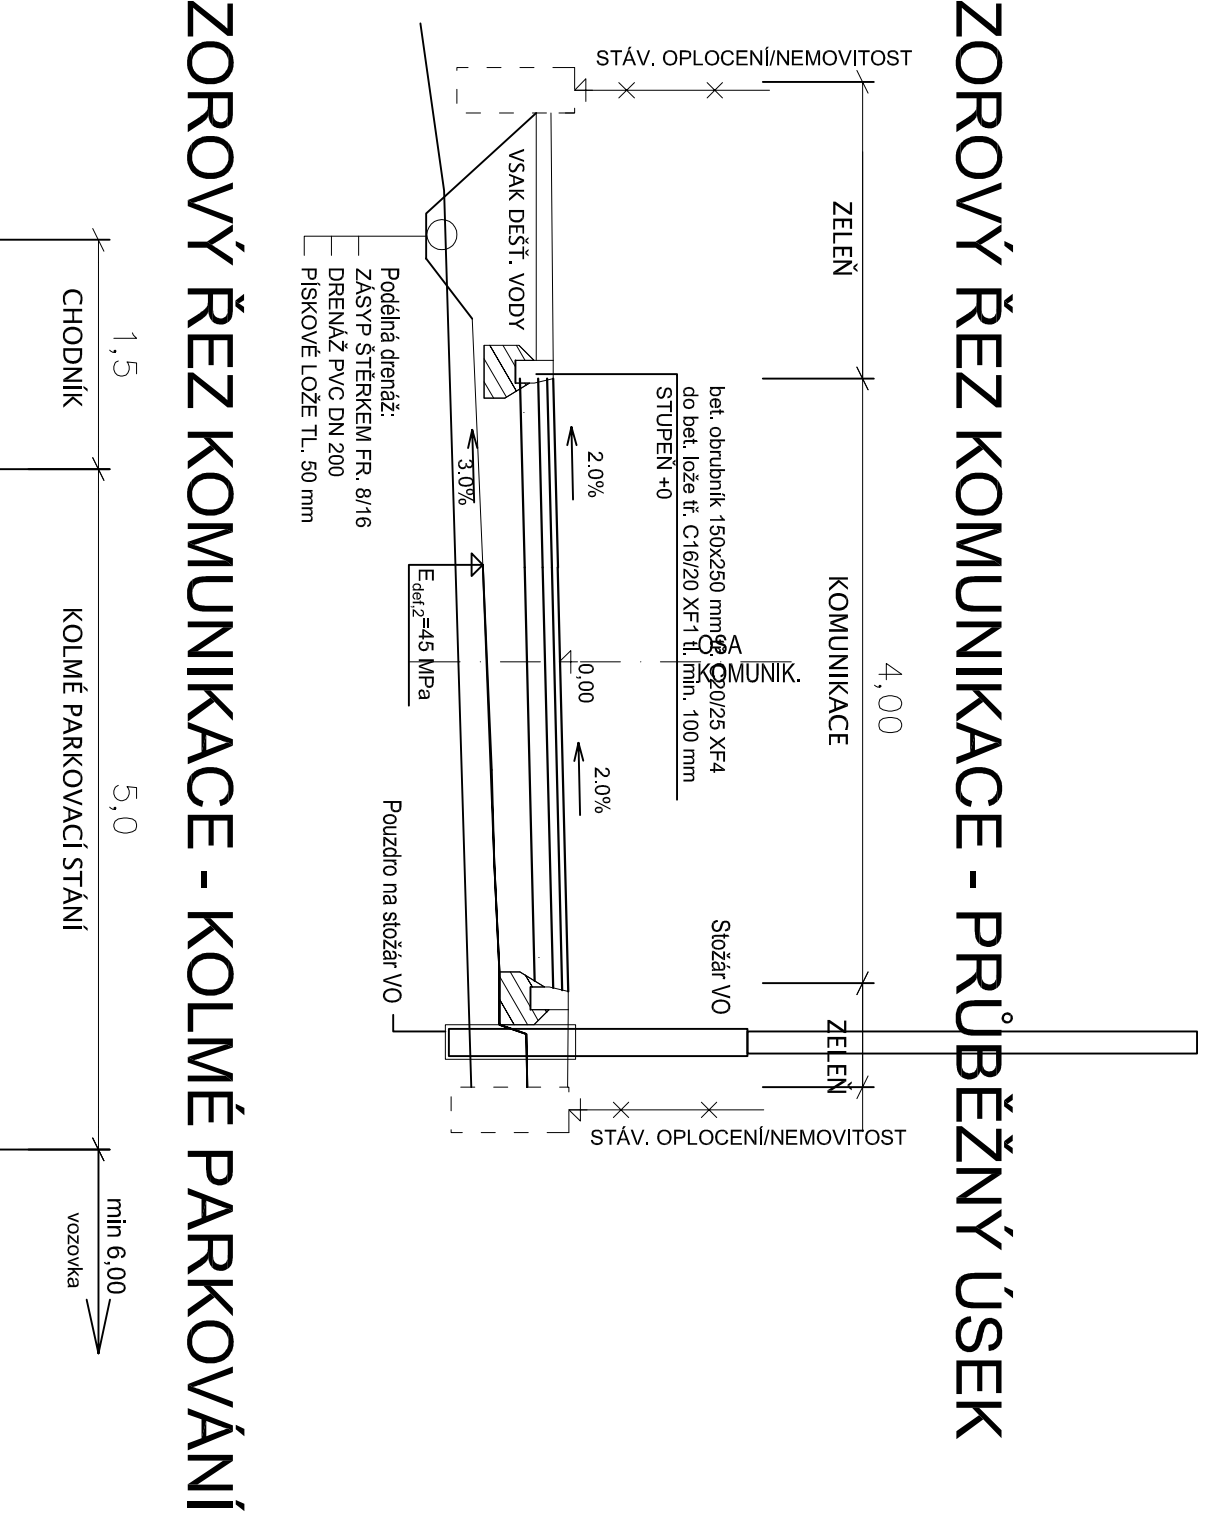 ZOROVÝ ŘEZ KOMUNIKACE - PRŮBĚŽNÝ ÚSEK
4,00
ZELEŇ
KOMUNIKACE
ZELEŇ
STÁV. OPLOCENÍ/NEMOVITOST
OSA
KOMUNIK.
Stožár VO
bet. obrubník 150x250 mm tř. C20/25 XF4
do bet. lože tř. C16/20 XF1 tl. min. 100 mm
STUPEŇ +0
2.0%
0,00
2.0%
STÁV. OPLOCENÍ/NEMOVITOST
VSAK DEŠŤ. VODY
3.0%
Edef,2=45 MPa
Pouzdro na stožár VO
Podélná drenáž:
ZÁSYP ŠTĚRKEM FR. 8/16
DRENÁŽ PVC DN 200
PÍSKOVÉ LOŽE TL. 50 mm
ZOROVÝ ŘEZ KOMUNIKACE - KOLMÉ PARKOVÁNÍ
1,5
5,0
min 6,00
CHODNÍK
KOLMÉ PARKOVACÍ STÁNÍ
vozovka